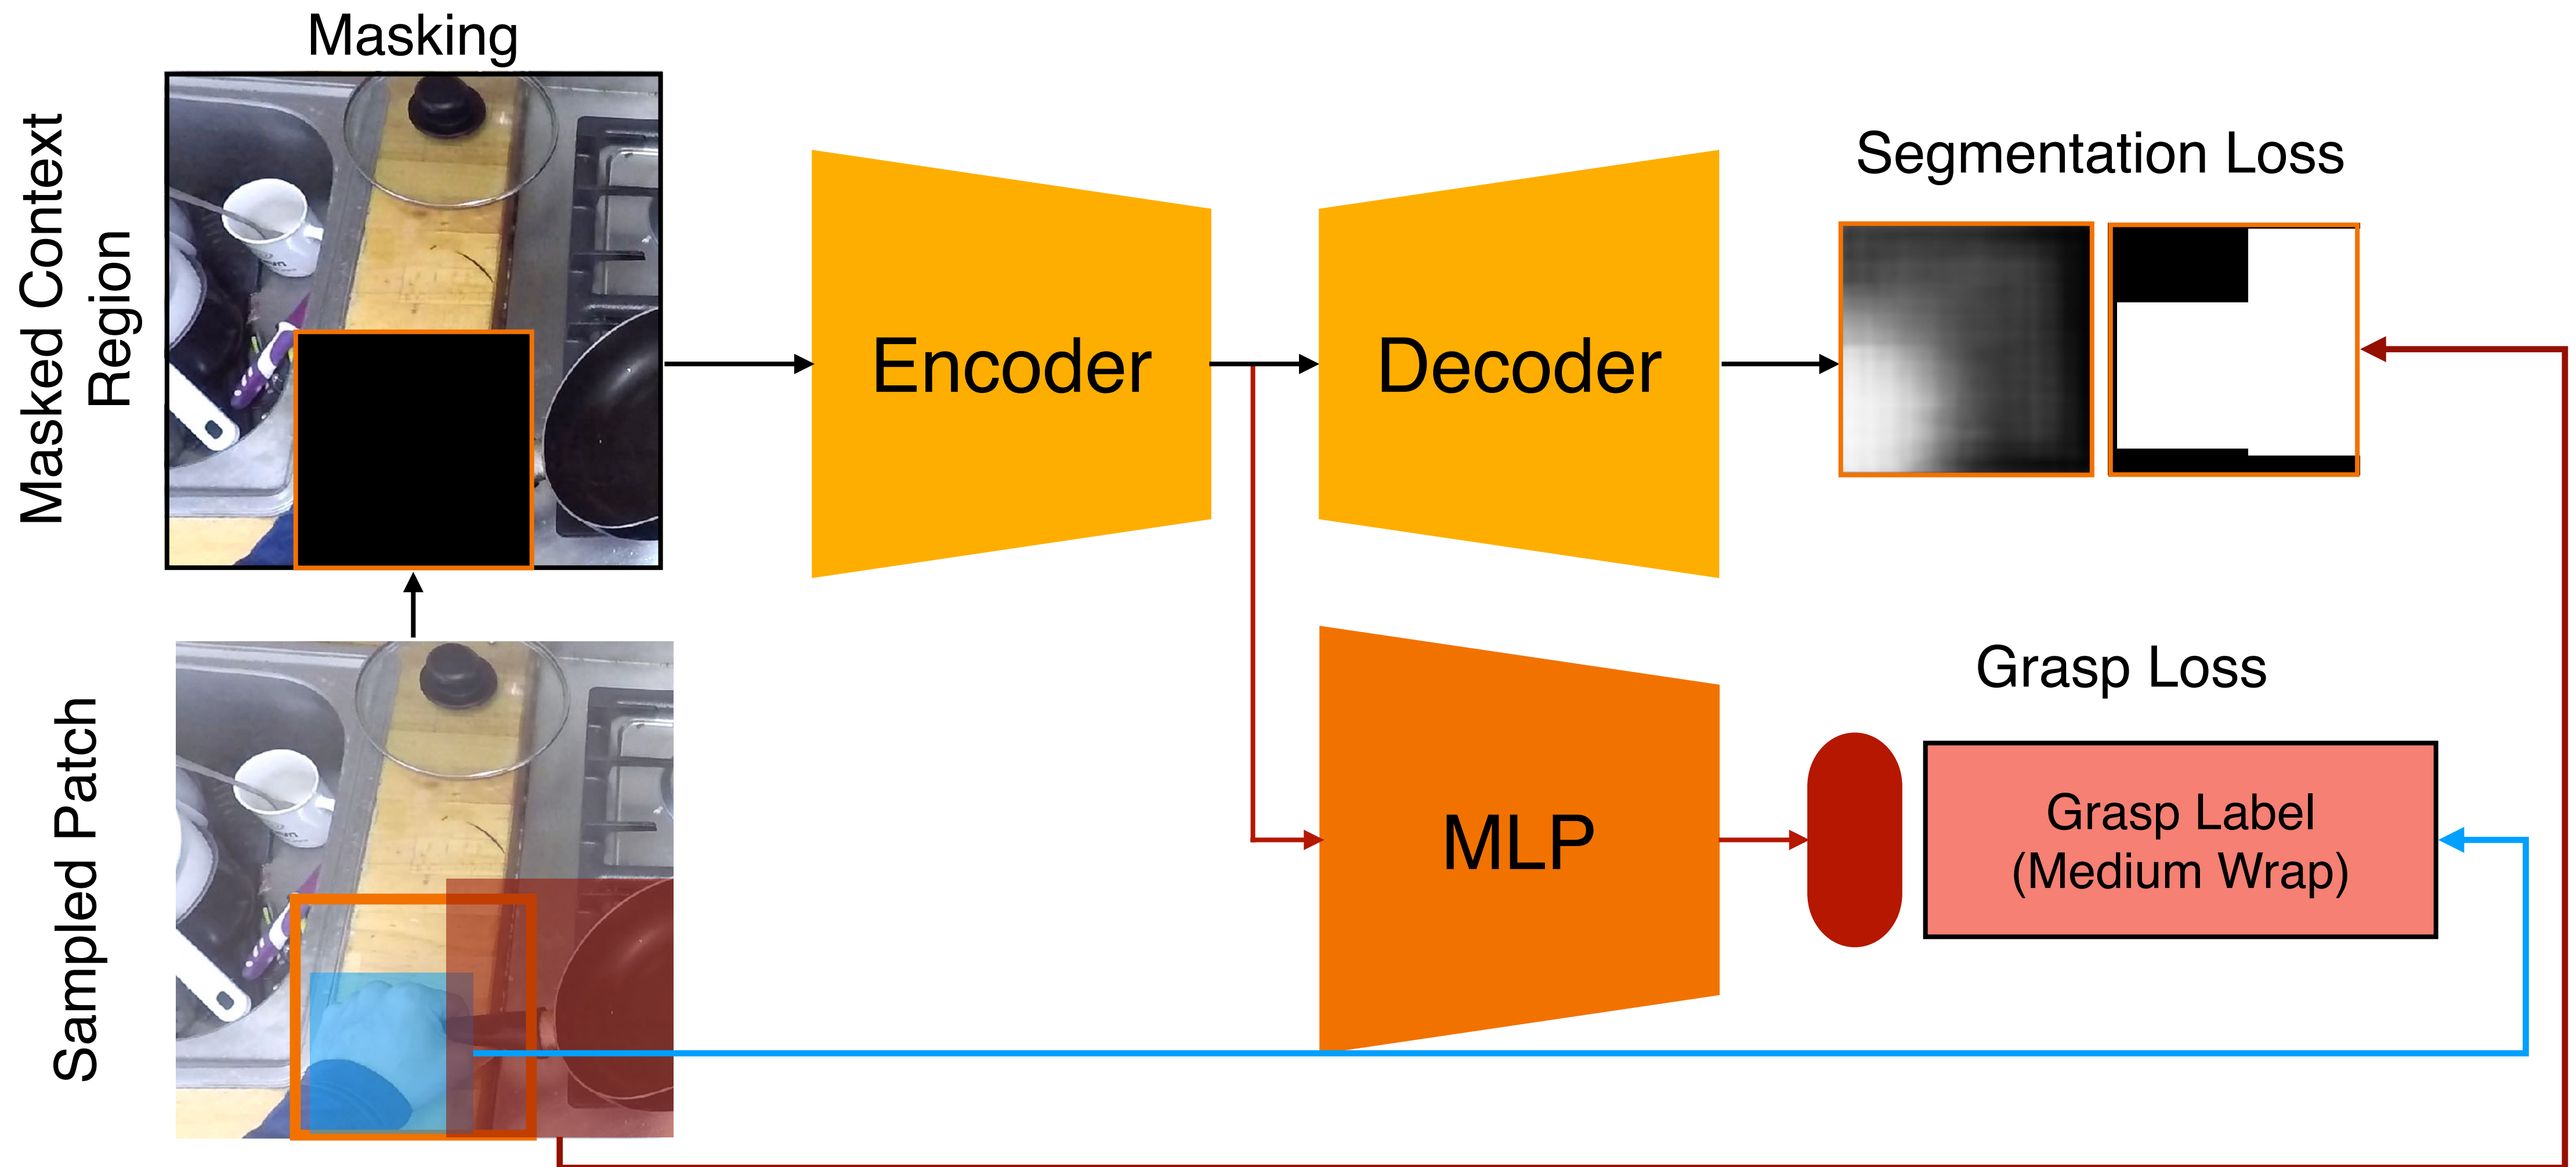 Masking
Masked Context
Region
Encoder
Decoder
Segmentation Loss
Sampled Patch
MLP
Grasp Loss
Grasp Label
(Medium Wrap)